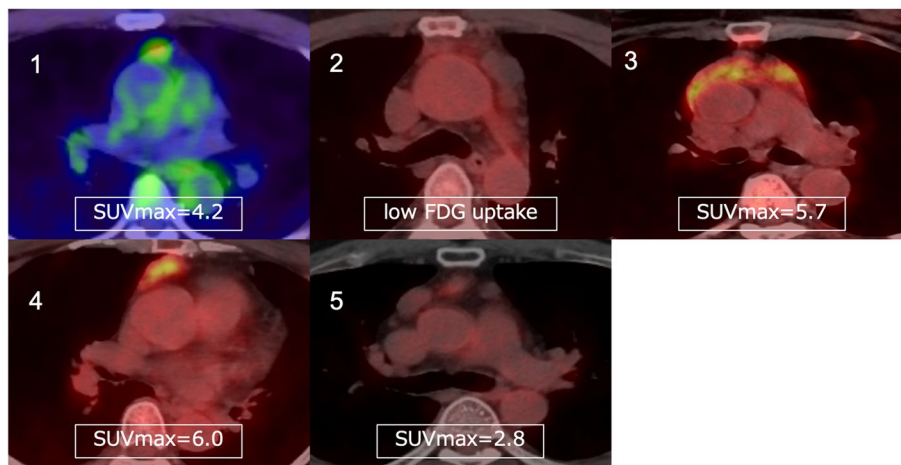 1
SUVmax=4.2
2
low FDG uptake
3
SUVmax=5.7
4
SUVmax=6.0
5
SUVmax=2.8